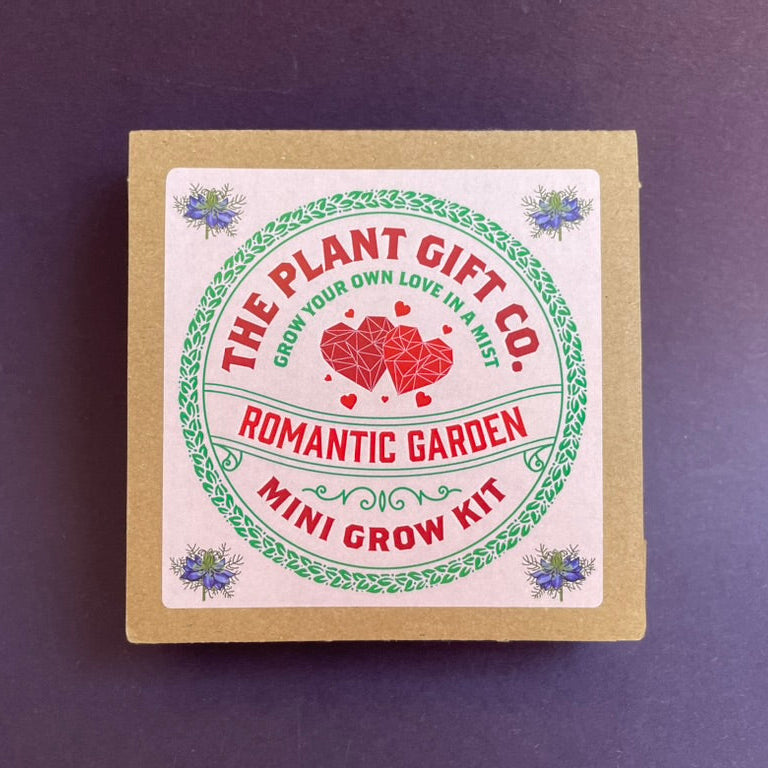 THE PLANT GIFT CO.
GROW YOUR OWN LOVE IN A MIST
ROMANTIC GARDEN
MINI GROW KIT